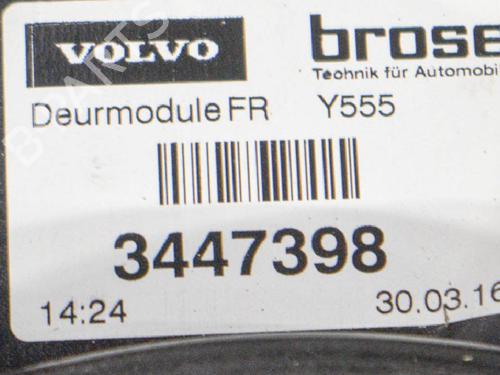 VOLVO brose
Technik für Automobi
Deurmodule FR Y555
3447398
14:24 30.03.16